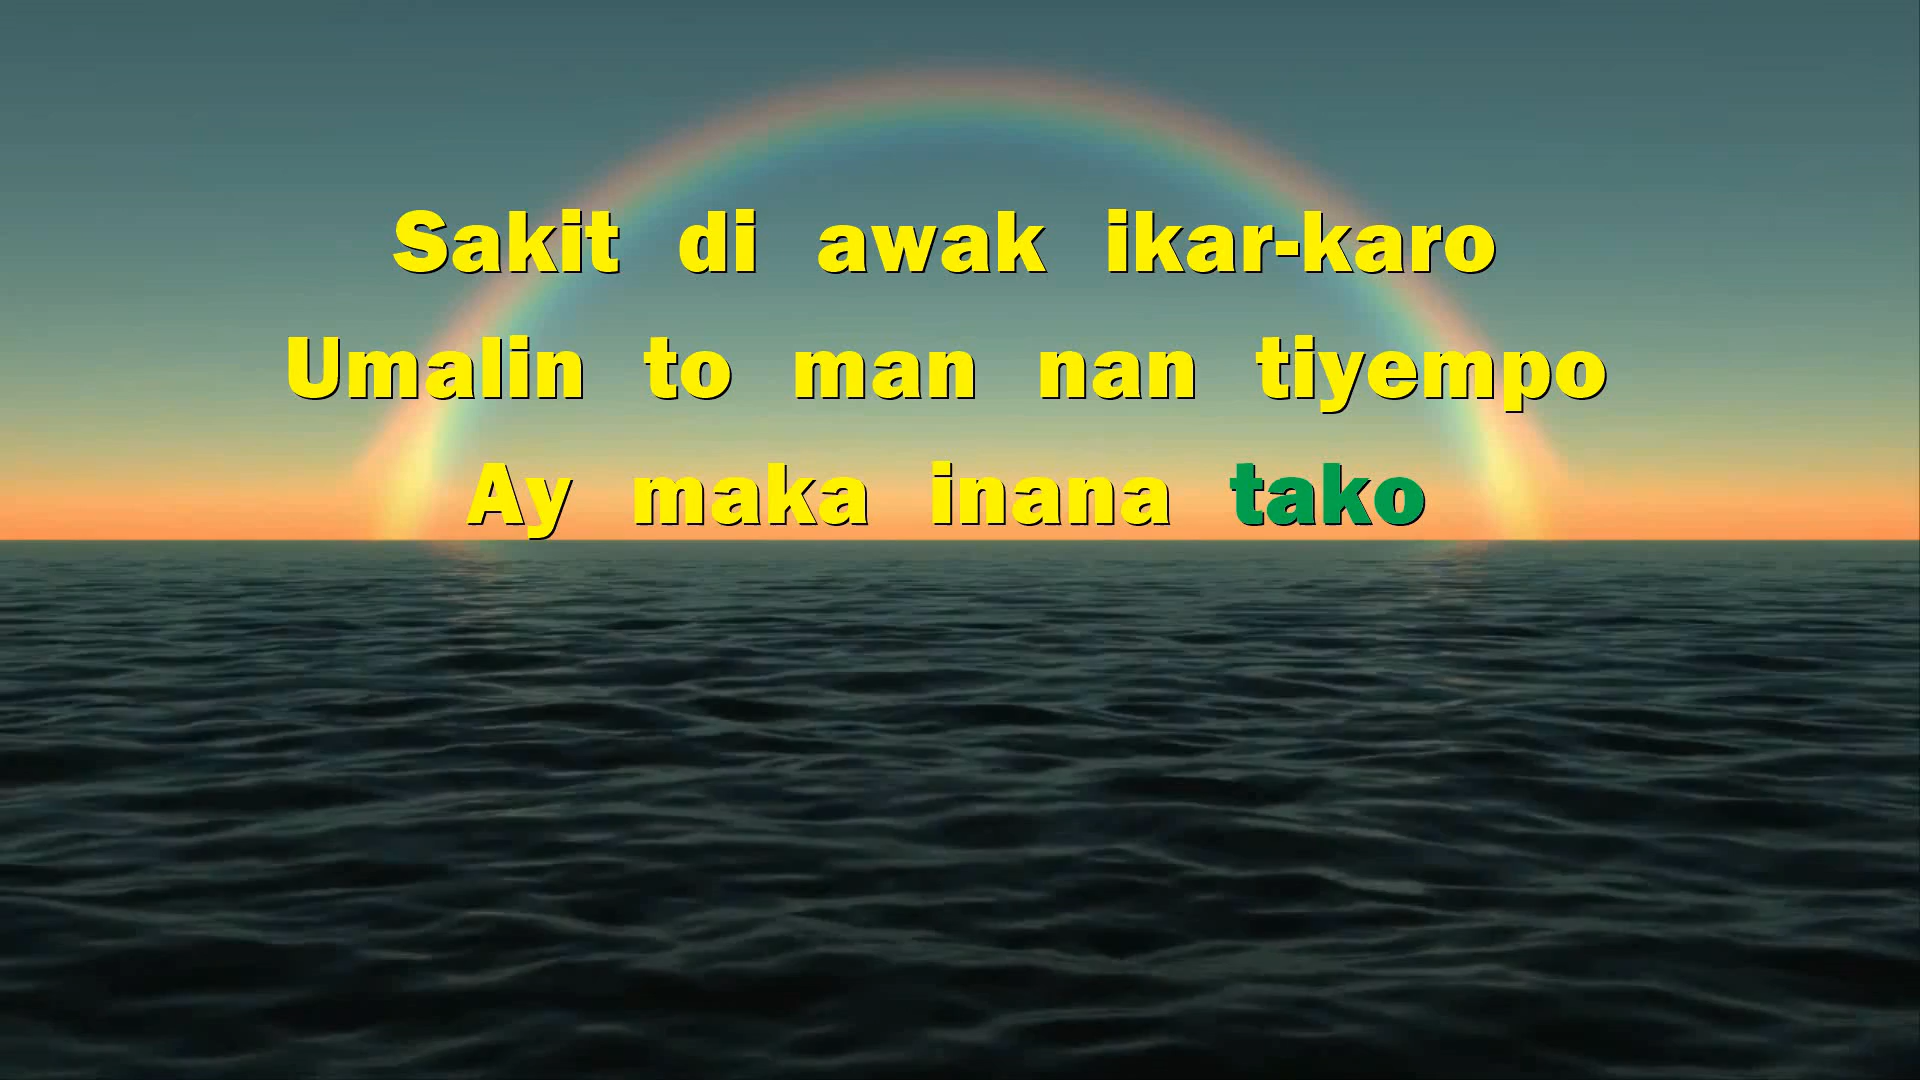 Sakit di awak ikar-karo
Umalin to man nan tiyempo
Ay maka inana tako